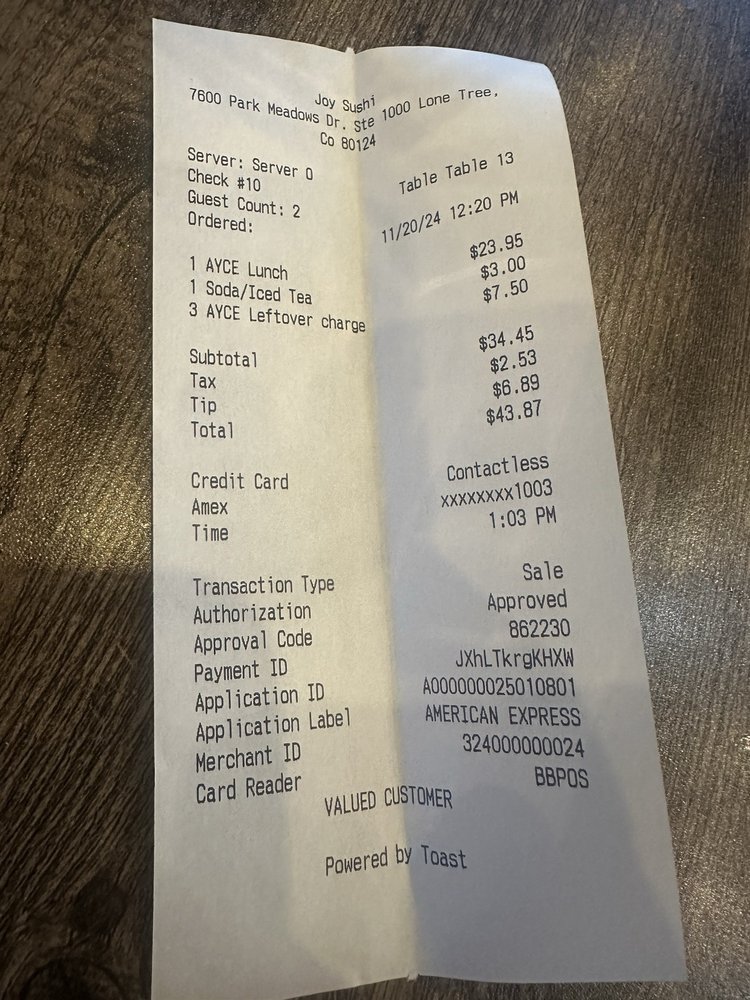 Joy Sushi
7600 Park Meadows Dr. Ste 1000 Lone Tree,
Co 80124
Server: Server O
Check #10 Table Table 13
Guest Count: 2
Ordered: 11/20/24 12:20 PM
1 AYCE Lunch $23.95
1 Soda/Iced Tea $3.00
3 AYCE Leftover charge $7.50
Subtotal $34.45
Tax $2.53
Tip $6.89
Total $43.87
Credit Card Contactless
Amex xxxxxxxx1003
Time 1:03 PM
Transaction Type Sale
Authorization Approved
Approval Code 862230
Payment ID JXhLTkrgKHXW
Application ID A000000025010801
Application Label AMERICAN EXPRESS
Merchant ID 324000000024
Card Reader BBPOS
VALUED CUSTOMER
Powered by Toast